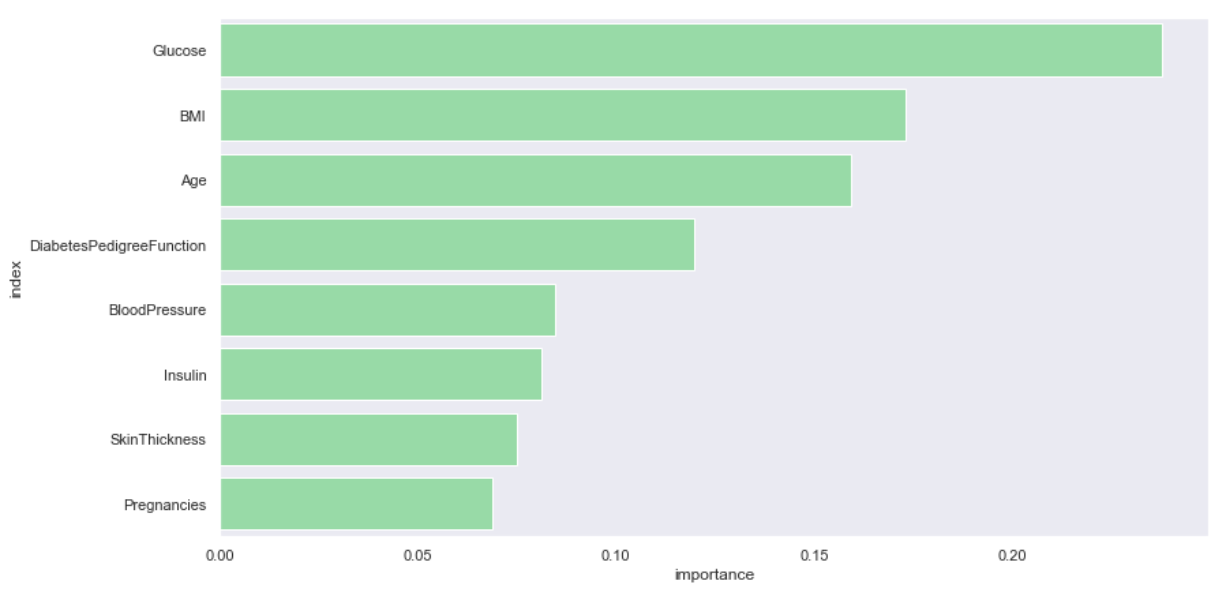 Glucose
BMI
Age
DiabetesPedigreeFunction
BloodPressure
Insulin
SkinThickness
Pregnancies
index
0.00 0.05 0.10 0.15 0.20
importance